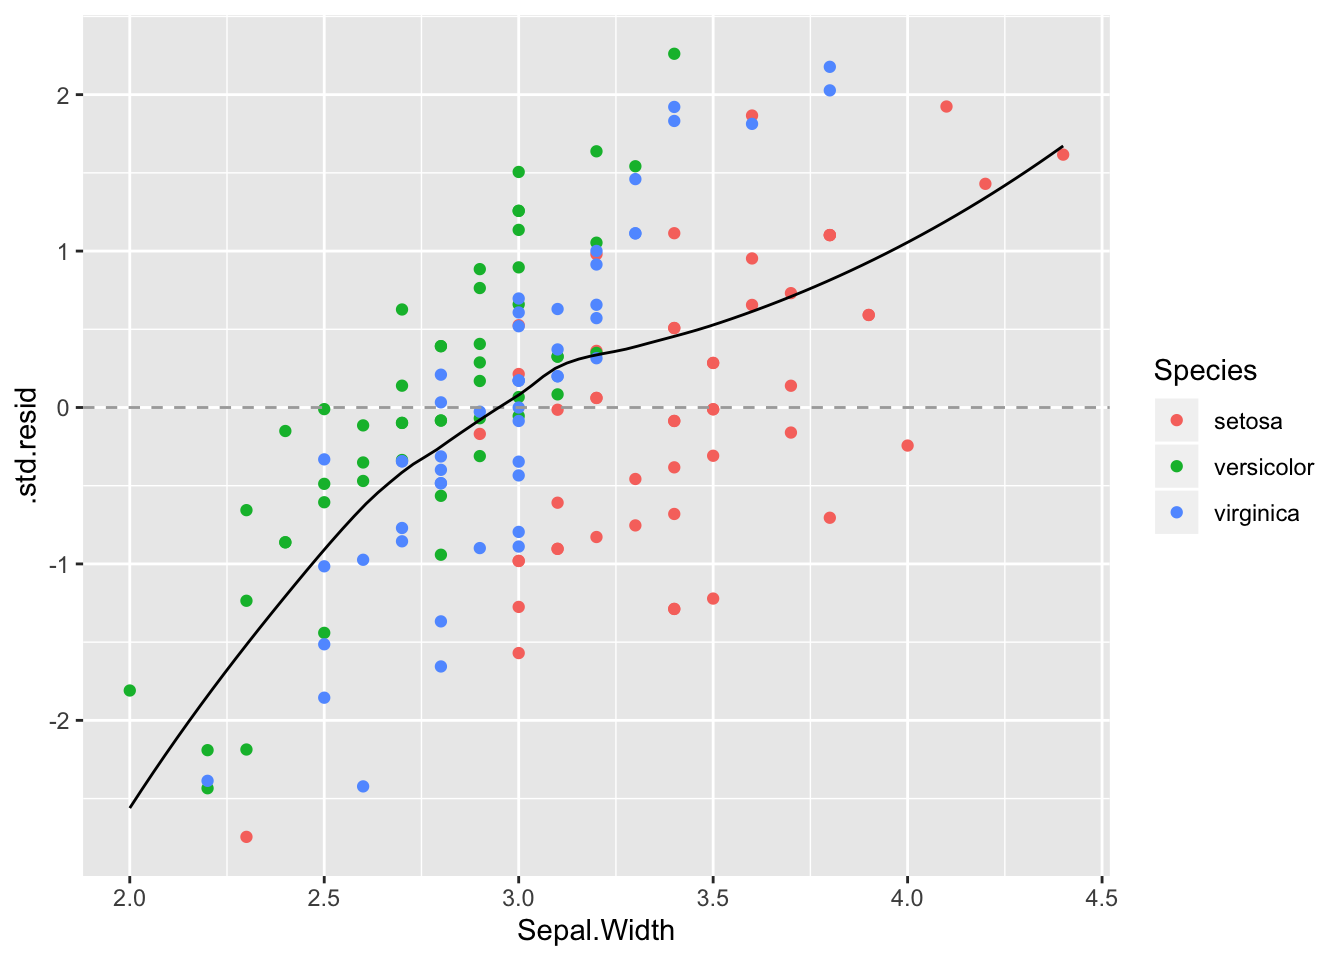 2
1
0
-1
-2
.std.resid
2.0 2.5 3.0 3.5 4.0 4.5
Sepal.Width
Species
setosa
versicolor
virginica